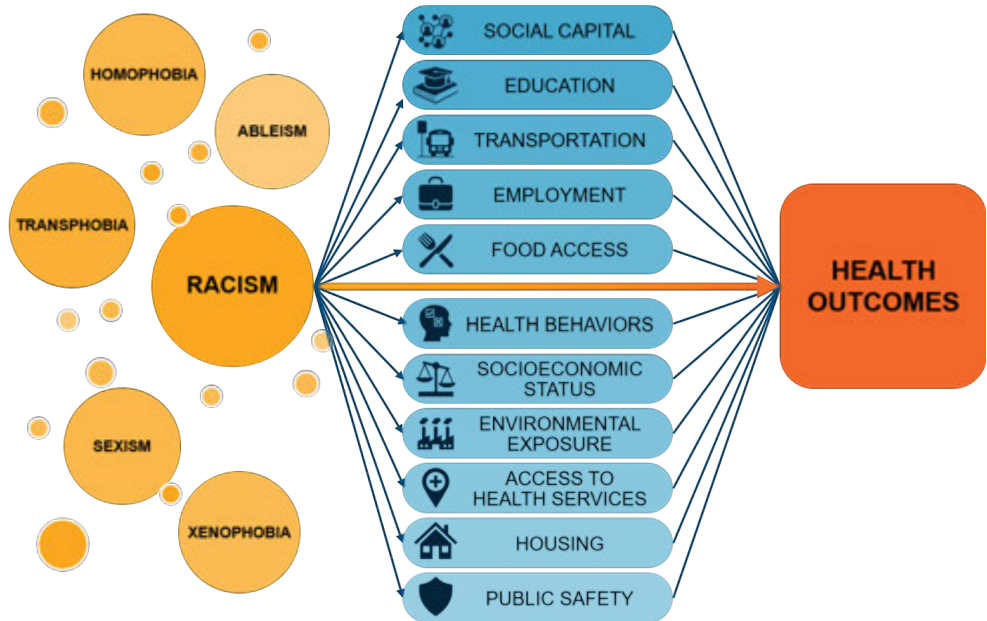 HOMOPHOBIA
ABLEISM
TRANSPHOBIA
RACISM
SEXISM
XENOPHOBIA
SOCIAL CAPITAL
EDUCATION
TRANSPORTATION
EMPLOYMENT
FOOD ACCESS
HEALTH BEHAVIORS
SOCIOECONOMIC
STATUS
ENVIRONMENTAL
EXPOSURE
ACCESS TO
HEALTH SERVICES
HOUSING
PUBLIC SAFETY
HEALTH
OUTCOMES